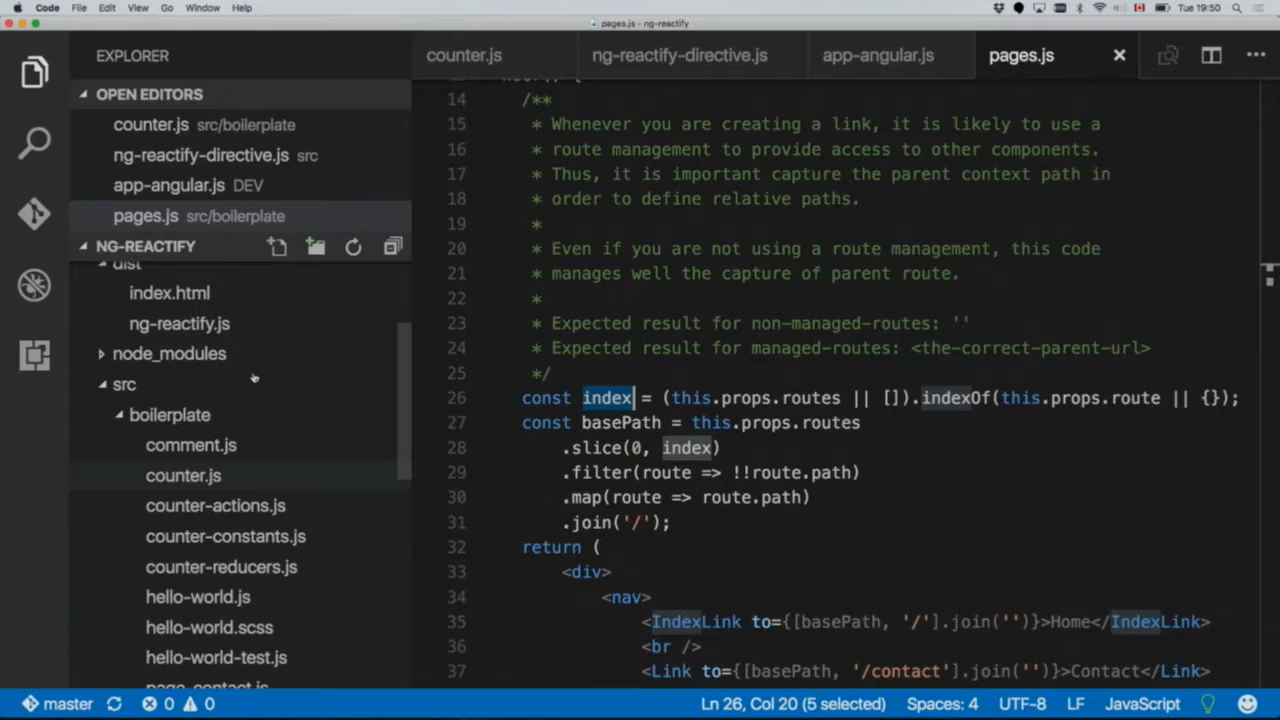 Code File Edit View Go Window Help Tue 19:50
pages.js - ng-reactify
EXPLORER
counter.js ng-reactify-directive.js app-angular.js pages.js
OPEN EDITORS
counter.js src/boilerplate
ng-reactify-directive.js src
app-angular.js DEV
pages.js src/boilerplate
NG-REACTIFY
dist
index.html
ng-reactify.js
node_modules
src
boilerplate
comment.js
counter.js
counter-actions.js
counter-constants.js
counter-reducers.js
hello-world.js
hello-world.scss
hello-world-test.js
page-contact.js
14 /**
15 * Whenever you are creating a link, it is likely to use a
16 * route management to provide access to other components.
17 * Thus, it is important capture the parent context path in
18 * order to define relative paths.
19 *
20 * Even if you are not using a route management, this code
21 * manages well the capture of parent route.
22 *
23 * Expected result for non-managed-routes: ''
24 * Expected result for managed-routes: <the-correct-parent-url>
25 */
26 const index = (this.props.routes || []).indexOf(this.props.route || {});
27 const basePath = this.props.routes
28 .slice(0, index)
29 .filter(route => !!route.path)
30 .map(route => route.path)
31 .join('/');
32 return (
33 <div>
34 <nav>
35 <IndexLink to={[basePath, '/'].join('')}>Home</IndexLink>
36 <br />
37 <Link to={[basePath, '/contact'].join('')}>Contact</Link>
master 0 0 Ln 26, Col 20 (5 selected) Spaces: 4 UTF-8 LF JavaScript